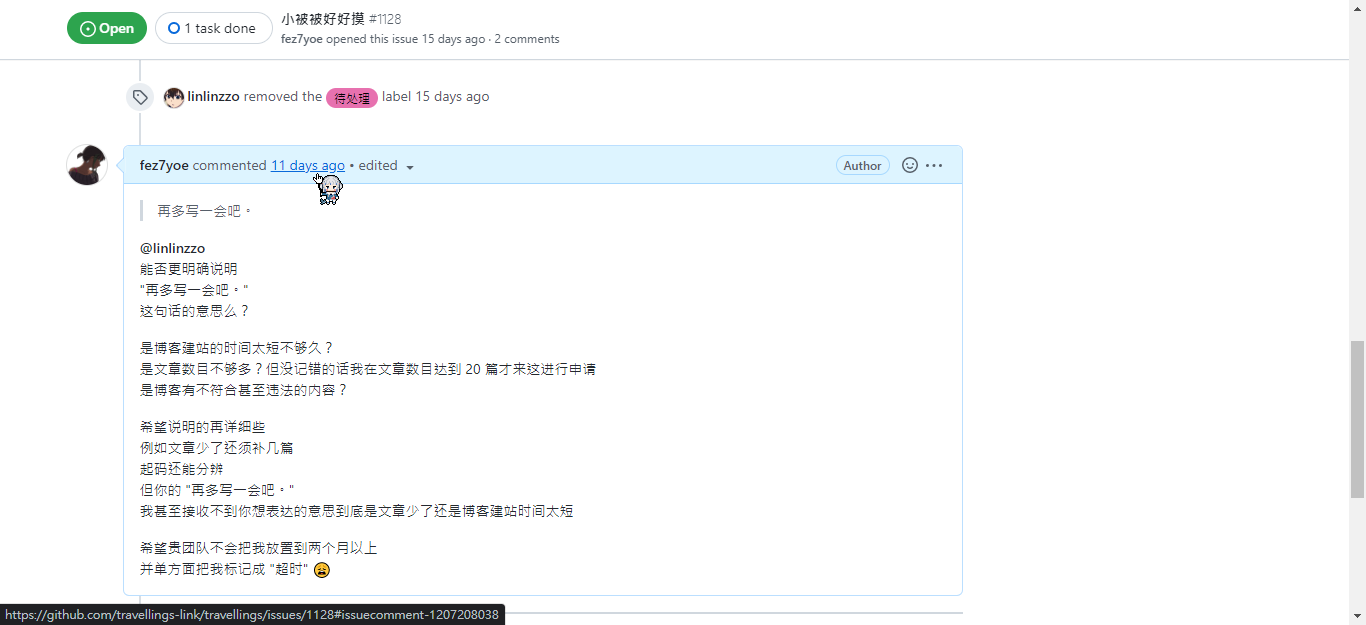 Open
1 task done
小被被好好摸 #1128
fez7yoe opened this issue 15 days ago · 2 comments
linlinzzo removed the 待处理 label 15 days ago
fez7yoe commented 11 days ago • edited
Author
再多写一会吧。
@linlinzzo
能否更明确说明
"再多写一会吧。"
这句话的意思么？
是博客建站的时间太短不够久？
是文章数目不够多？但没记错的话我在文章数目达到 20 篇才来这进行申请
是博客有不符合甚至违法的内容？
希望说明的再详细些
例如文章少了还须补几篇
起码还能分辨
但你的 "再多写一会吧。"
我甚至接收不到你想表达的意思到底是文章少了还是博客建站时间太短
希望贵团队不会把我放置到两个月以上
并单方面把我标记成 "超时" 😩
https://github.com/travellings-link/travellings/issues/1128#issuecomment-1207208038